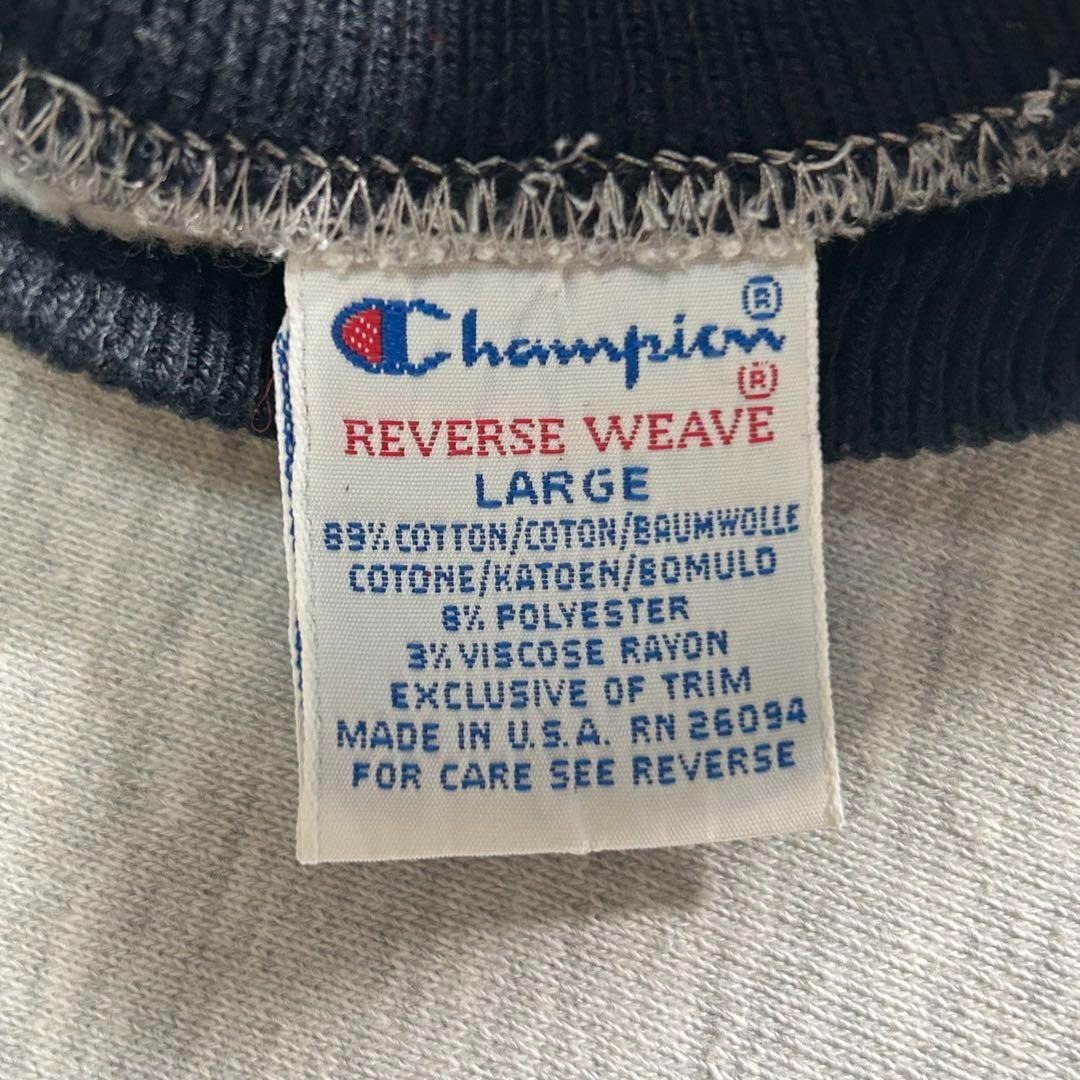 Champion®
®
REVERSE WEAVE
LARGE
89% COTTON/COTON/BAUMWOLLE
COTONE/KATOEN/BOMULD
8% POLYESTER
3% VISCOSE RAYON
EXCLUSIVE OF TRIM
MADE IN U.S.A. RN 26094
FOR CARE SEE REVERSE